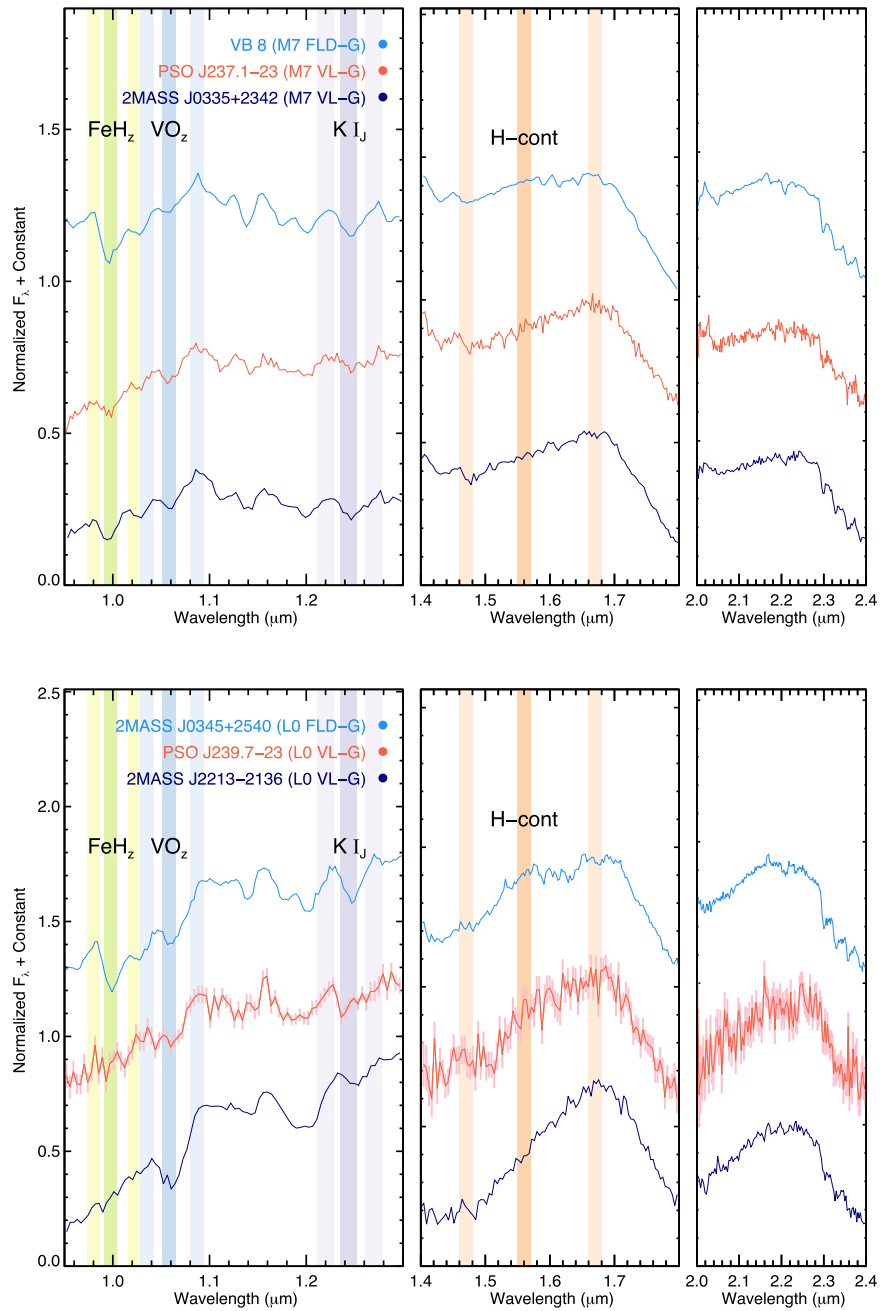 VB 8 (M7 FLD−G)
PSO J237.1−23 (M7 VL−G)
2MASS J0335+2342 (M7 VL−G)
FeH_z VO_z K I_J
H−cont
Normalized F_λ + Constant
1.5
1.0
0.5
0.0
1.0 1.1 1.2
Wavelength (μm)
1.4 1.5 1.6 1.7
Wavelength (μm)
2.0 2.1 2.2 2.3 2.4
Wavelength (μm)
2MASS J0345+2540 (L0 FLD−G)
PSO J239.7−23 (L0 VL−G)
2MASS J2213−2136 (L0 VL−G)
FeH_z VO_z K I_J
H−cont
Normalized F_λ + Constant
2.5
2.0
1.5
1.0
0.5
0.0
1.0 1.1 1.2
Wavelength (μm)
1.4 1.5 1.6 1.7
Wavelength (μm)
2.0 2.1 2.2 2.3 2.4
Wavelength (μm)